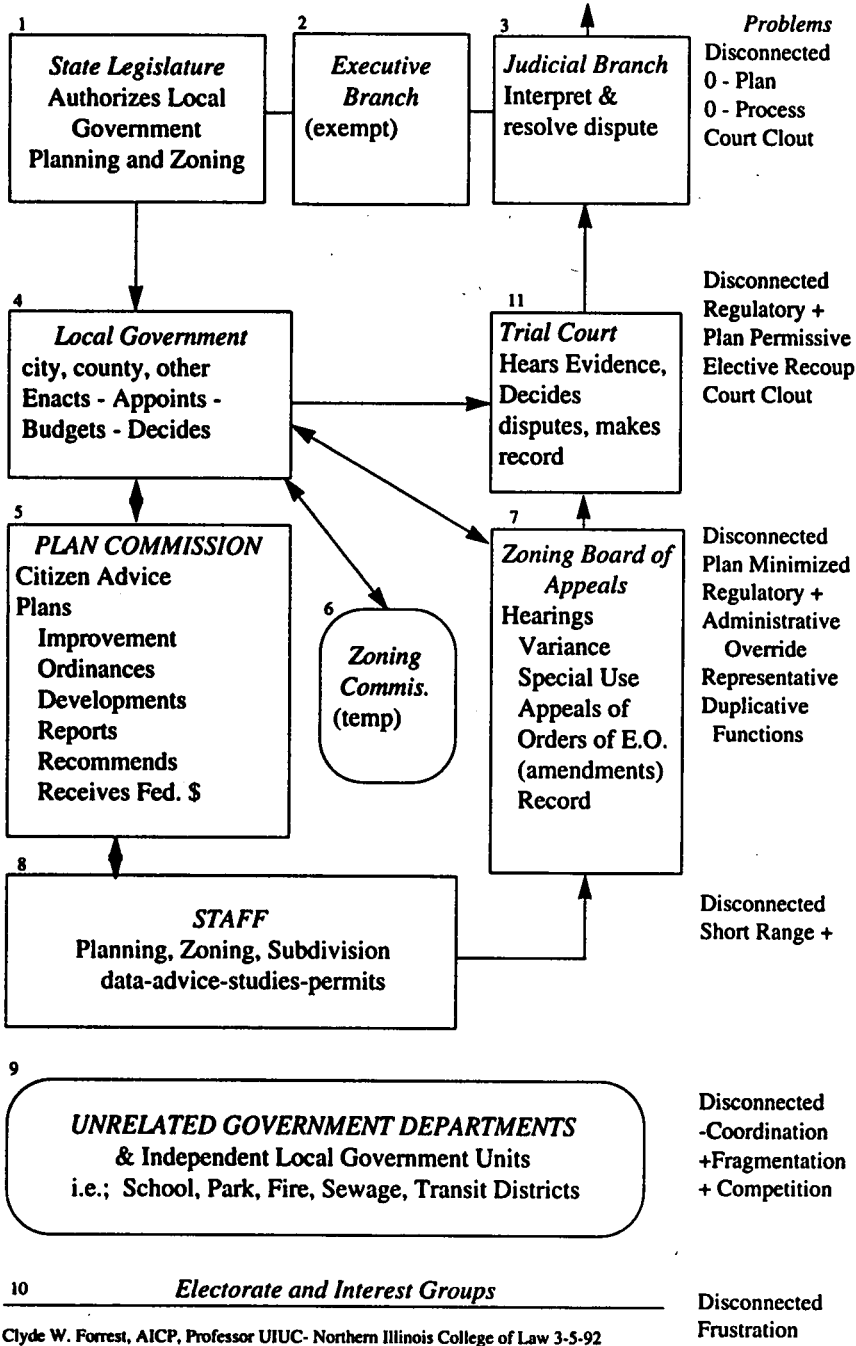 1
State Legislature
Authorizes Local
Government
Planning and Zoning
2
Executive
Branch
(exempt)
3
Judicial Branch
Interpret &
resolve dispute
Problems
Disconnected
0 - Plan
0 - Process
Court Clout
4
Local Government
city, county, other
Enacts - Appoints -
Budgets - Decides
11
Trial Court
Hears Evidence,
Decides
disputes, makes
record
Disconnected
Regulatory +
Plan Permissive
Elective Recoup
Court Clout
5
PLAN COMMISSION
Citizen Advice
Plans
Improvement
Ordinances
Developments
Reports
Recommends
Receives Fed. $
6
Zoning
Commis.
(temp)
7
Zoning Board of
Appeals
Hearings
Variance
Special Use
Appeals of
Orders of E.O.
(amendments)
Record
Disconnected
Plan Minimized
Regulatory +
Administrative
Override
Representative
Duplicative
Functions
8
STAFF
Planning, Zoning, Subdivision
data-advice-studies-permits
Disconnected
Short Range +
9
UNRELATED GOVERNMENT DEPARTMENTS
& Independent Local Government Units
i.e.; School, Park, Fire, Sewage, Transit Districts
Disconnected
-Coordination
+Fragmentation
+ Competition
10 Electorate and Interest Groups
Disconnected
Frustration
Clyde W. Forrest, AICP, Professor UIUC- Northern Illinois College of Law 3-5-92